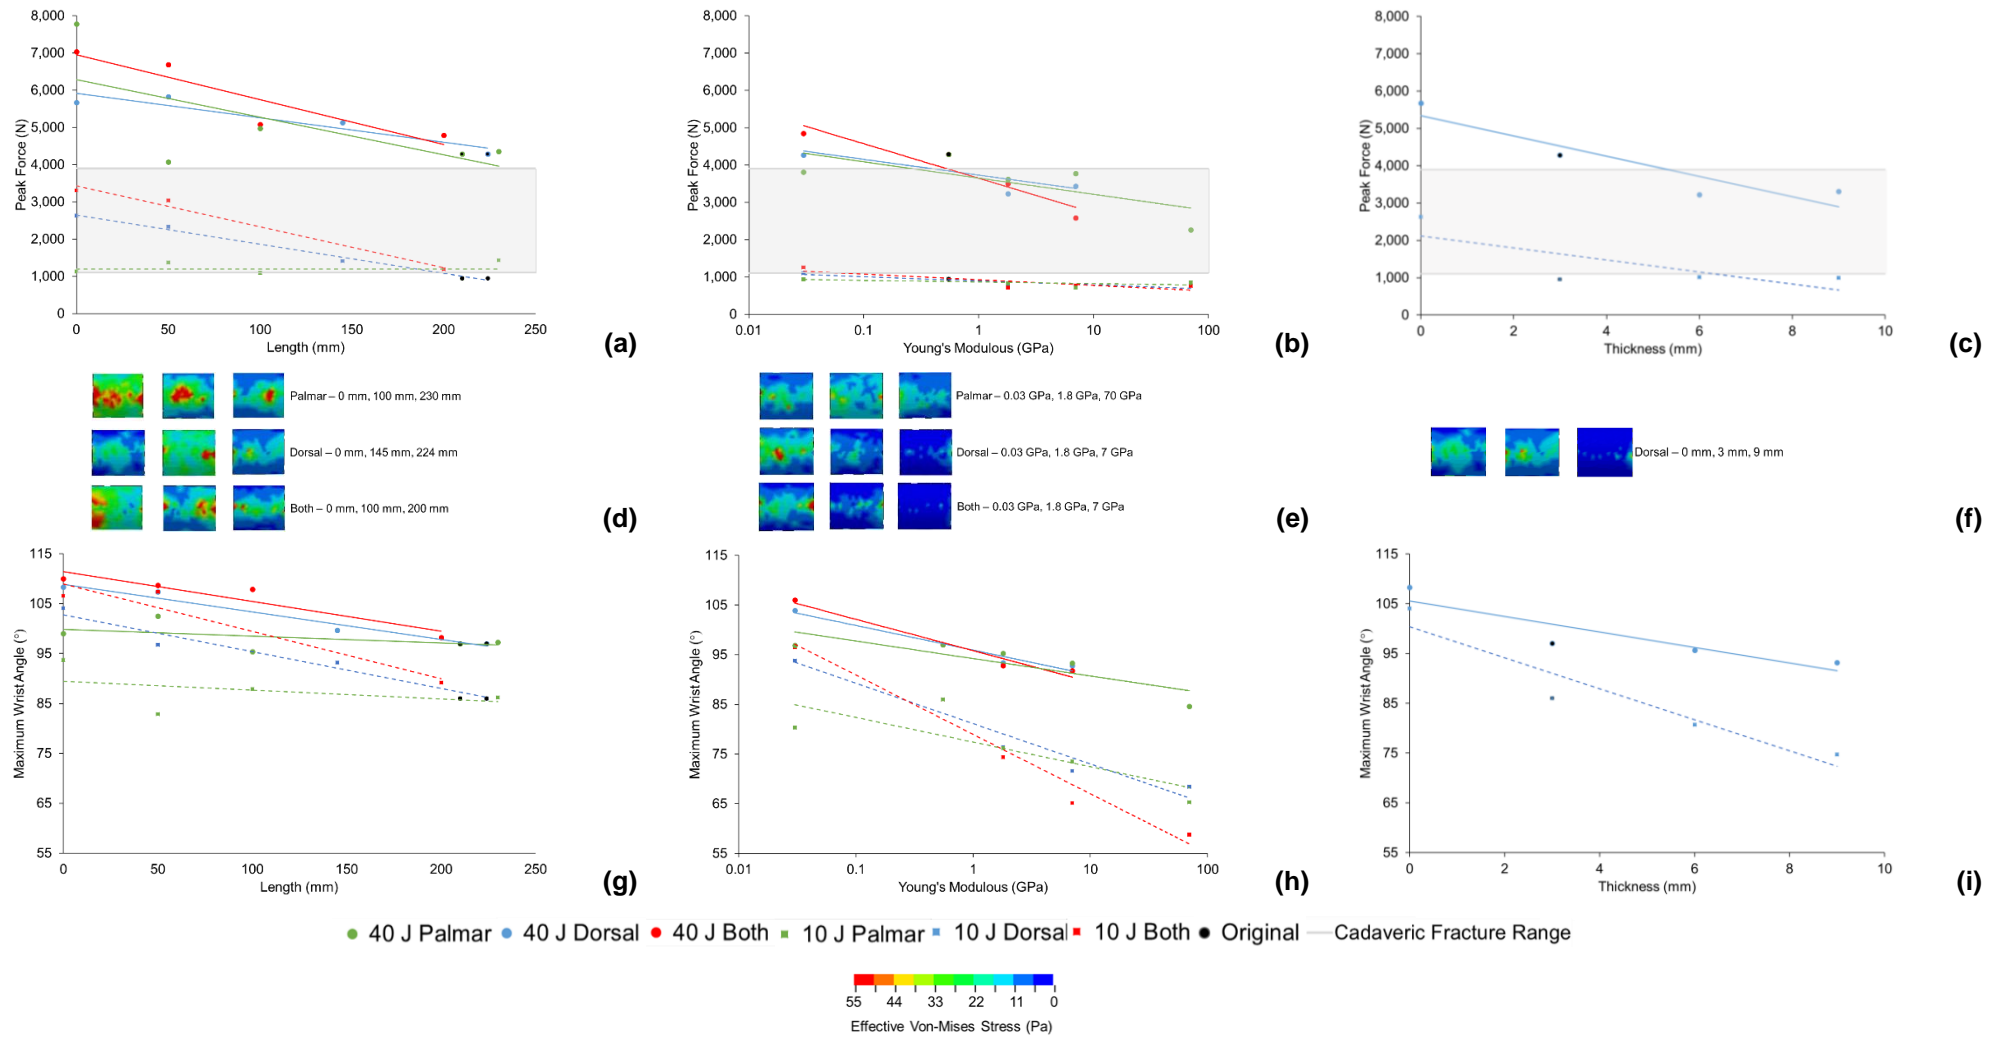 8,000
7,000
6,000
5,000
4,000
3,000
2,000
1,000
0
Peak Force (N)
0 50 100 150 200 250
Length (mm)
(a)
8,000
7,000
6,000
5,000
4,000
3,000
2,000
1,000
0
Peak Force (N)
0.01 0.1 1 10 100
Young's Modulous (GPa)
(b)
8,000
7,000
6,000
5,000
4,000
3,000
2,000
1,000
0
Peak Force (N)
0 2 4 6 8 10
Thickness (mm)
(c)
Palmar – 0 mm, 100 mm, 230 mm
Dorsal – 0 mm, 145 mm, 224 mm
Both – 0 mm, 100 mm, 200 mm
(d)
Palmar – 0.03 GPa, 1.8 GPa, 70 GPa
Dorsal – 0.03 GPa, 1.8 GPa, 7 GPa
Both – 0.03 GPa, 1.8 GPa, 7 GPa
(e)
Dorsal – 0 mm, 3 mm, 9 mm
(f)
115
105
95
85
75
65
55
Maximum Wrist Angle (°)
0 50 100 150 200 250
Length (mm)
(g)
115
105
95
85
75
65
55
Maximum Wrist Angle (°)
0.01 0.1 1 10 100
Young's Modulous (GPa)
(h)
115
105
95
85
75
65
55
Maximum Wrist Angle (°)
0 2 4 6 8 10
Thickness (mm)
(i)
40 J Palmar 40 J Dorsal 40 J Both 10 J Palmar 10 J Dorsal 10 J Both Original Cadaveric Fracture Range
55 44 33 22 11 0
Effective Von-Mises Stress (Pa)